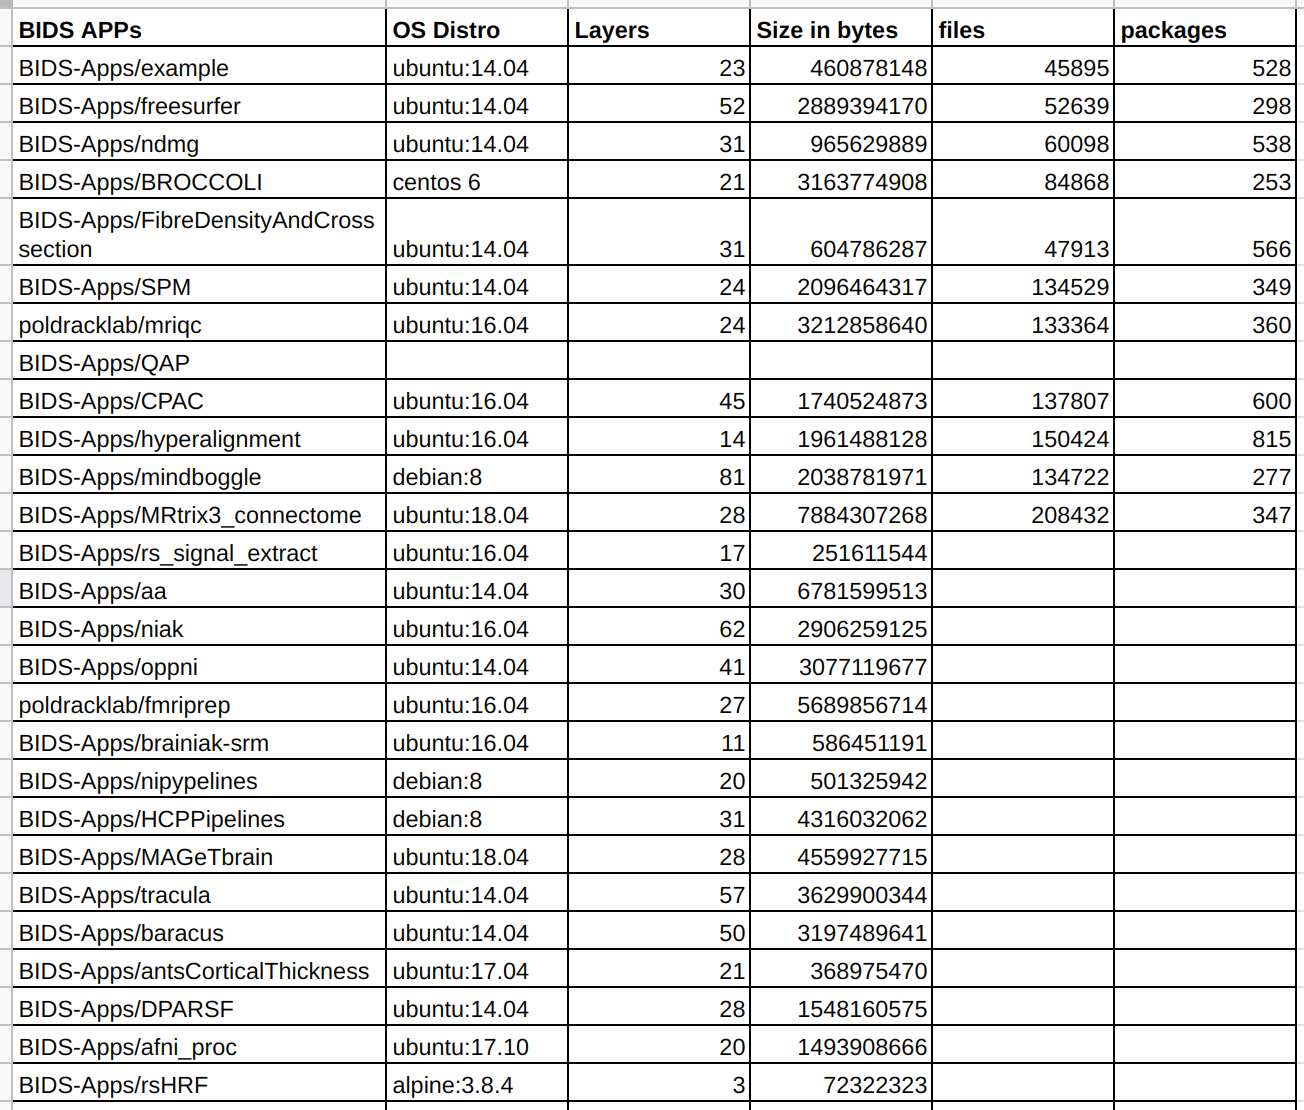 BIDS APPs OS Distro Layers Size in bytes files packages
BIDS-Apps/example ubuntu:14.04 23 460878148 45895 528
BIDS-Apps/freesurfer ubuntu:14.04 52 2889394170 52639 298
BIDS-Apps/ndmg ubuntu:14.04 31 965629889 60098 538
BIDS-Apps/BROCCOLI centos 6 21 3163774908 84868 253
BIDS-Apps/FibreDensityAndCross
section ubuntu:14.04 31 604786287 47913 566
BIDS-Apps/SPM ubuntu:14.04 24 2096464317 134529 349
poldracklab/mriqc ubuntu:16.04 24 3212858640 133364 360
BIDS-Apps/QAP
BIDS-Apps/CPAC ubuntu:16.04 45 1740524873 137807 600
BIDS-Apps/hyperalignment ubuntu:16.04 14 1961488128 150424 815
BIDS-Apps/mindboggle debian:8 81 2038781971 134722 277
BIDS-Apps/MRtrix3_connectome ubuntu:18.04 28 7884307268 208432 347
BIDS-Apps/rs_signal_extract ubuntu:16.04 17 251611544
BIDS-Apps/aa ubuntu:14.04 30 6781599513
BIDS-Apps/niak ubuntu:16.04 62 2906259125
BIDS-Apps/oppni ubuntu:14.04 41 3077119677
poldracklab/fmriprep ubuntu:16.04 27 5689856714
BIDS-Apps/brainiak-srm ubuntu:16.04 11 586451191
BIDS-Apps/nipypelines debian:8 20 501325942
BIDS-Apps/HCPPipelines debian:8 31 4316032062
BIDS-Apps/MAGeTbrain ubuntu:18.04 28 4559927715
BIDS-Apps/tracula ubuntu:14.04 57 3629900344
BIDS-Apps/baracus ubuntu:14.04 50 3197489641
BIDS-Apps/antsCorticalThickness ubuntu:17.04 21 368975470
BIDS-Apps/DPARSF ubuntu:14.04 28 1548160575
BIDS-Apps/afni_proc ubuntu:17.10 20 1493908666
BIDS-Apps/rsHRF alpine:3.8.4 3 72322323